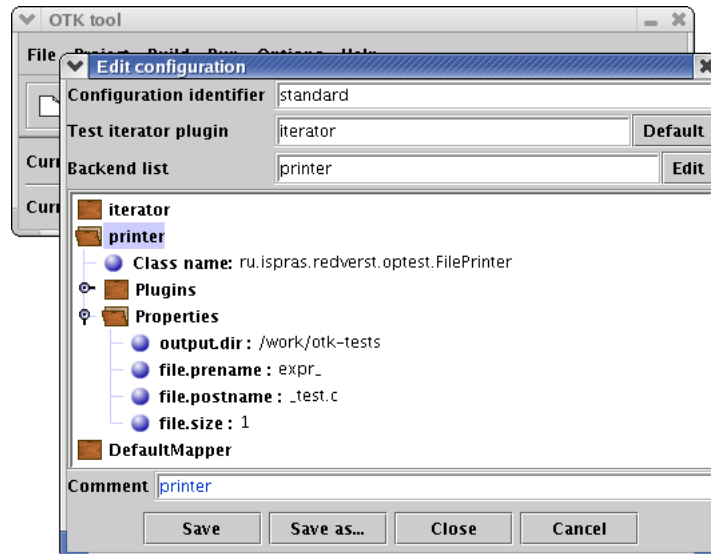 OTK tool
File
Edit configuration
Configuration identifier standard
Test iterator plugin iterator Default
Backend list printer Edit
iterator
printer
Class name: ru.ispras.redverst.optest.FilePrinter
Plugins
Properties
output.dir : /work/otk-tests
file.prename : expr_
file.postname : _test.c
file.size : 1
DefaultMapper
Comment printer
Save Save as... Close Cancel